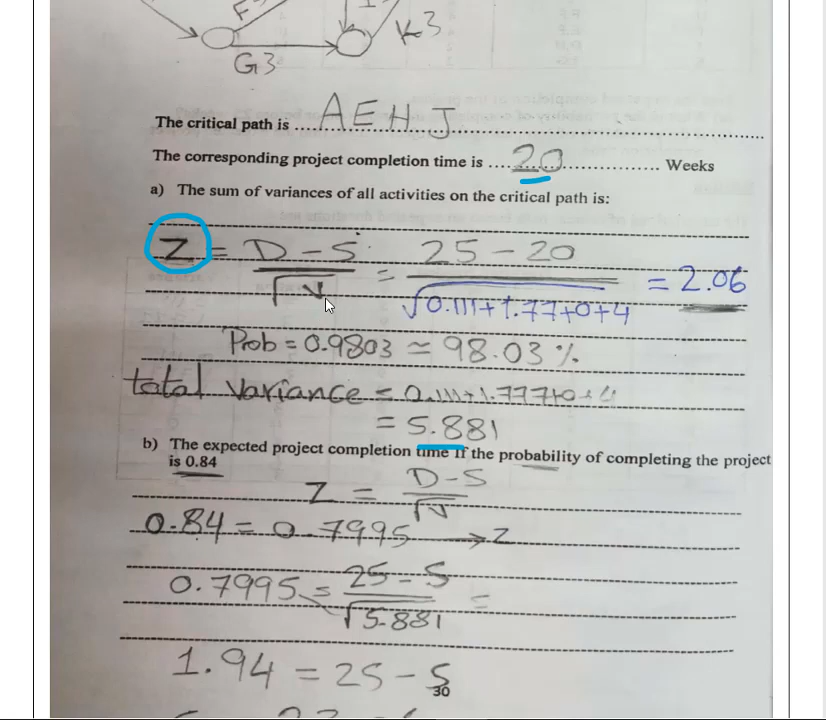 F
K3
G3
The critical path is .... A E H J ....
The corresponding project completion time is .... 20 .... Weeks
a) The sum of variances of all activities on the critical path is:
Z = D - S / √V = 25 - 20 / √0.111+1.77+0+4 = 2.06
Prob = 0.9803 ≃ 98.03 %
total variance = 0.111+1.777+0+4
= 5.881
b) The expected project completion time If the probability of completing the project
is 0.84
Z = D - S / √V
0.84 = 0.7995 → Z
0.7995 = 25 - S / √5.881 =
1.94 = 25 - S
30